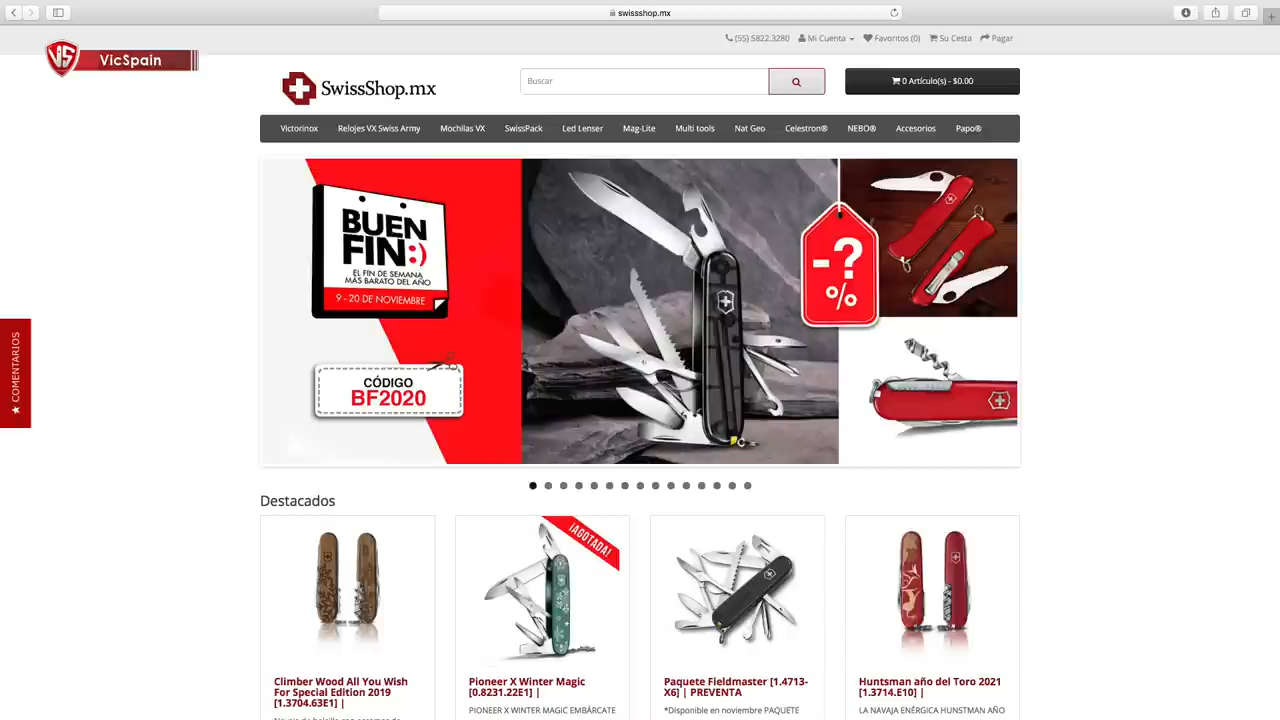 swissshop.mx
(55) 5822.3280 Mi Cuenta Favoritos (0) Su Cesta Pagar
VS VicSpain
SwissShop.mx
Buscar
0 Artículo(s) - $0.00
Victorinox Relojes VX Swiss Army Mochilas VX SwissPack Led Lenser Mag-Lite Multi tools Nat Geo Celestron® NEBO® Accesorios Papo®
BUEN
FIN:)
EL FIN DE SEMANA
MÁS BARATO DEL AÑO
9 - 20 DE NOVIEMBRE
-?
%
CÓDIGO
BF2020
★ COMENTARIOS
Destacados
¡AGOTADA!
Climber Wood All You Wish
For Special Edition 2019
[1.3704.63E1] |
Pioneer X Winter Magic
[0.8231.22E1] |
PIONEER X WINTER MAGIC EMBÁRCATE
Paquete Fieldmaster [1.4713-
X6] | PREVENTA
*Disponible en noviembre PAQUETE
Huntsman año del Toro 2021
[1.3714.E10] |
LA NAVAJA ENÉRGICA HUNSTMAN AÑO